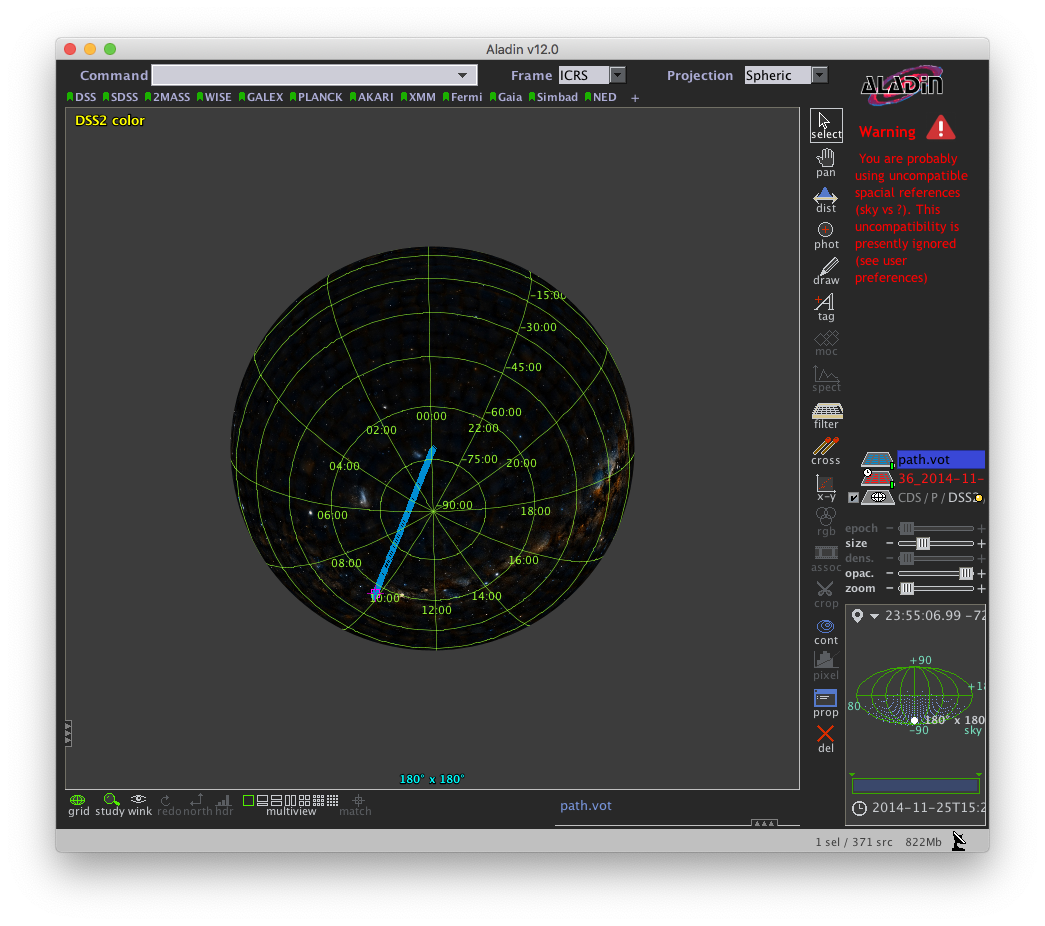 Aladin v12.0
Command Frame ICRS Projection Spheric
DSS SDSS 2MASS WISE GALEX PLANCK AKARI XMM Fermi Gaia Simbad NED +
ALADIN
DSS2 color
select
pan
dist
phot
draw
tag
moc
spect
filter
cross
x-y
rgb
assoc
crop
cont
pixel
prop
del
Warning
You are probably
using uncompatible
spacial references
(sky vs ?). This
uncompatibility is
presently ignored
(see user
preferences)
-15:00
-30:00
-45:00
-60:00
00:00
22:00
02:00
-75:00
20:00
04:00
-90:00
18:00
06:00
16:00
08:00
14:00
10:00
12:00
180° x 180°
path.vot
36_2014-11-
CDS / P / DSS2
epoch - +
size - +
dens. - +
opac. - +
zoom - +
23:55:06.99 -72
+90
+18
80
180° x 180
-90
sky
2014-11-25T15:2
grid study wink redo north hdr multiview match
path.vot
1 sel / 371 src 822Mb